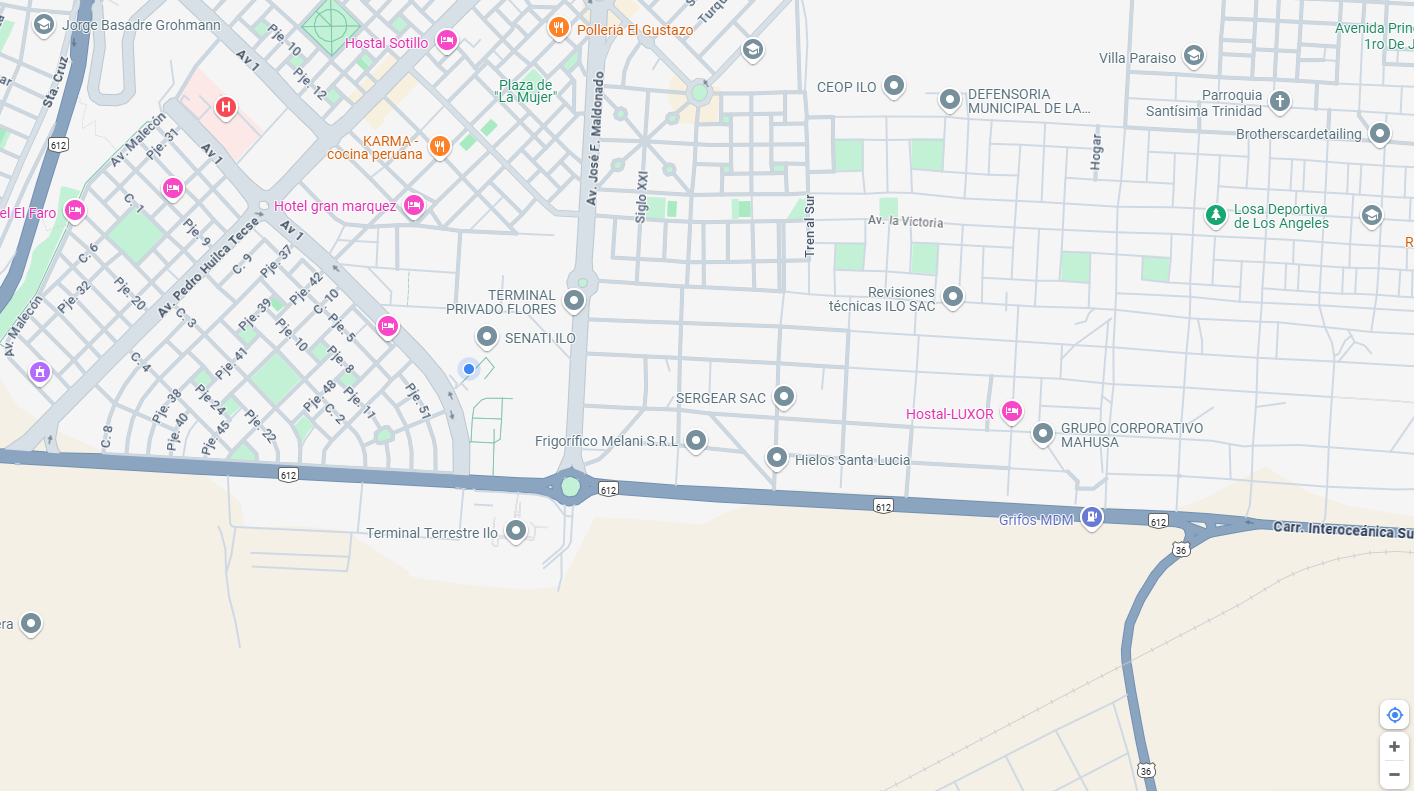 Jorge Basadre Grohmann
Hostal Sotillo
Polleria El Gustazo
Avenida Prin
1ro De J
Pje. 10
Av 1
Sta. Cruz
Villa Paraiso
Pje. 12
Plaza de
"La Mujer"
Av. José F. Maldonado
CEOP ILO
DEFENSORIA
MUNICIPAL DE LA...
Parroquia
Santísima Trinidad
H
Av. Malecón
Pje. 31
Av 1
KARMA -
cocina peruana
Brotherscardetailing
612
Hogar
Siglo XXI
Tren al Sur
el El Faro
C. 1
Hotel gran marquez
Av. la Victoria
Losa Deportiva
de Los Angeles
Pje. 9
Av 1
R
C. 6
C. 9
Pje. 37
Av. Pedro Huilca Tecse
Pje. 32
Pje. 20
Pje. 42
C. 10
TERMINAL
PRIVADO FLORES
Revisiones
técnicas ILO SAC
Av. Malecón
C. 3
Pje. 39
Pje. 5
Pje. 10
SENATI ILO
C. 4
Pje. 41
Pje. 8
Pje. 38
Pje. 24
Pje. 48
Pje. 11
Pje. 51
SERGEAR SAC
Hostal-LUXOR
C. 8
Pje. 40
Pje. 45
Pje. 22
C. 2
Frigorífico Melani S.R.L
GRUPO CORPORATIVO
MAHUSA
Hielos Santa Lucia
612
612
612
Grifos MDM
612
Carr. Interoceánica Su
Terminal Terrestre Ilo
36
era
36
+
−